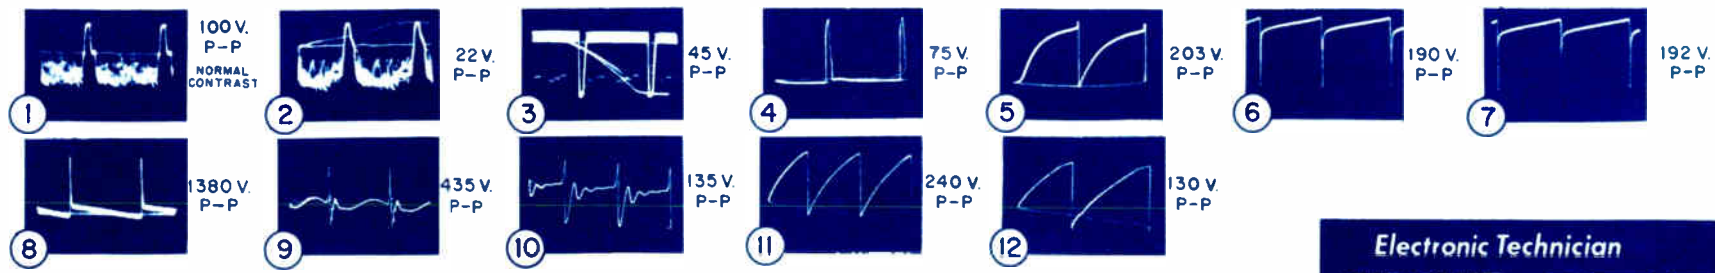 100 V.
P-P
NORMAL
CONTRAST
1
22 V.
P-P
2
45 V.
P-P
3
75 V.
P-P
4
203 V.
P-P
5
190 V.
P-P
6
192 V.
P-P
7
1380 V.
P-P
8
435 V.
P-P
9
135 V.
P-P
10
240 V.
P-P
11
130 V.
P-P
12
Electronic Technician